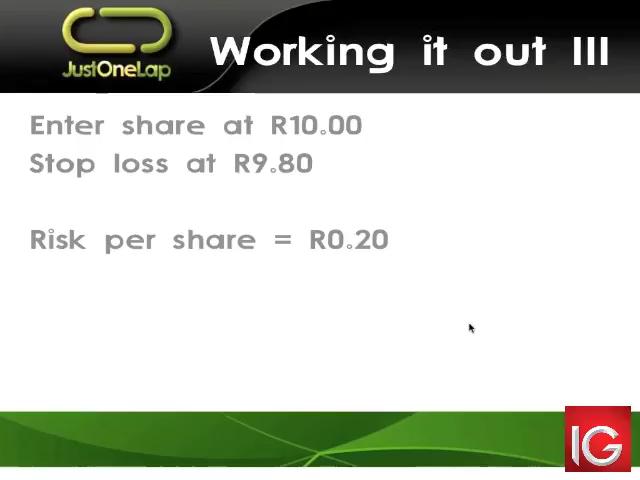 JustOneLap
Working it out III
Enter share at R10.00
Stop loss at R9.80
Risk per share = R0.20
IG